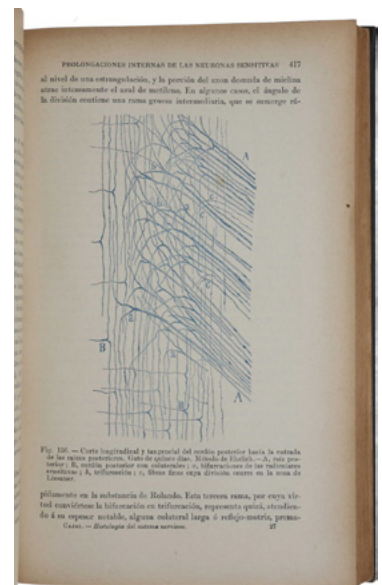 PROLONGACIONES INTERNAS DE LAS NEURONAS SENSITIVAS 417
al nivel de una estrangulación, y la porción del axon desnuda de mielina
atrae intensamente el azul de metileno. En algunos casos, el ángulo de
la división contiene una rama gruesa intermediaria, que se sumerge rá-
A
c
B
a
b
B
A
Fig. 156. — Corte longitudinal y tangencial del cordón posterior hacia la entrada
de las raíces posteriores. Gato de quince días. Método de Ehrlich. — A, raíz pos-
terior; B, cordón posterior con colaterales; a, bifurcaciones de las radiculares
sensitivas; b, trifurcación; c, fibras finas cuya división ocurre en la zona de
Lissauer.
pidamente en la substancia de Rolando. Esta tercera rama, por cuya vir-
tud conviértese la bifurcación en trifurcación, representa quizá, atendien-
do á su espesor notable, alguna colateral larga ó reflejo-motriz, prema-
CAJAL. — Histología del sistema nervioso. 27